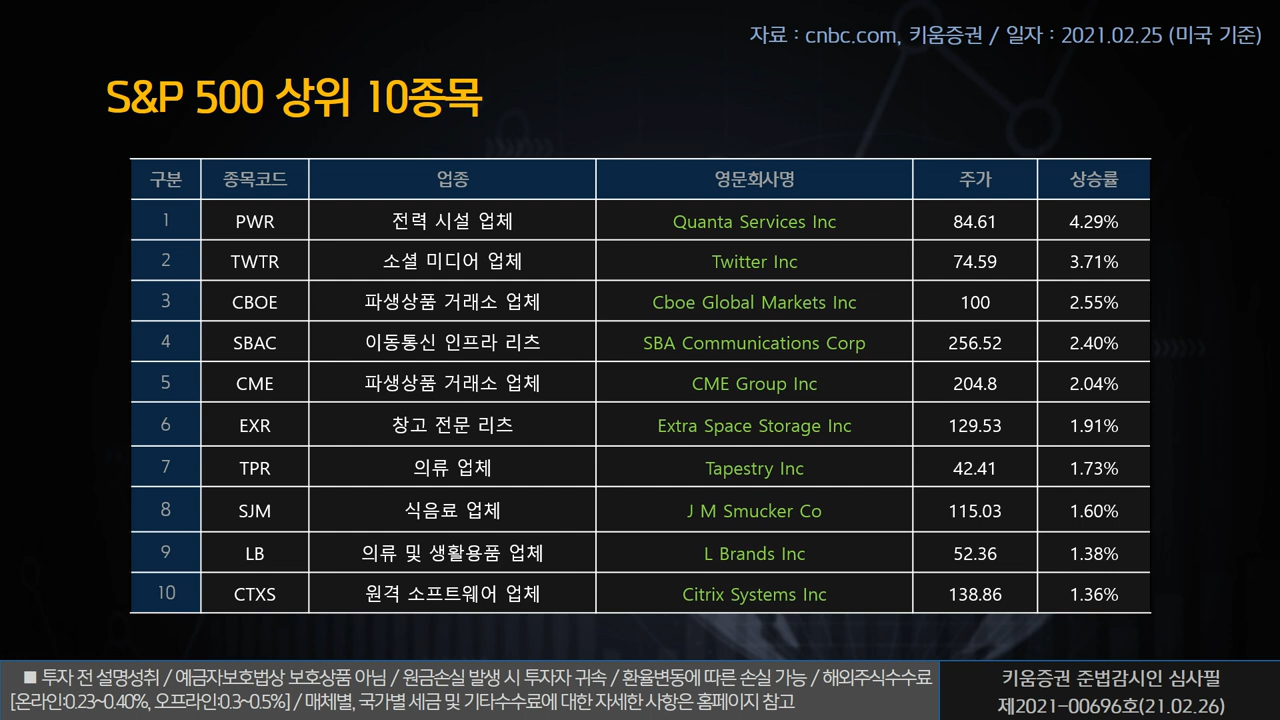 자료 : cnbc.com, 키움증권 / 일자 : 2021.02.25 (미국 기준)
S&P 500 상위 10종목
구분 종목코드 업종 영문회사명 주가 상승률
1 PWR 전력 시설 업체 Quanta Services Inc 84.61 4.29%
2 TWTR 소셜 미디어 업체 Twitter Inc 74.59 3.71%
3 CBOE 파생상품 거래소 업체 Cboe Global Markets Inc 100 2.55%
4 SBAC 이동통신 인프라 리츠 SBA Communications Corp 256.52 2.40%
5 CME 파생상품 거래소 업체 CME Group Inc 204.8 2.04%
6 EXR 창고 전문 리츠 Extra Space Storage Inc 129.53 1.91%
7 TPR 의류 업체 Tapestry Inc 42.41 1.73%
8 SJM 식음료 업체 J M Smucker Co 115.03 1.60%
9 LB 의류 및 생활용품 업체 L Brands Inc 52.36 1.38%
10 CTXS 원격 소프트웨어 업체 Citrix Systems Inc 138.86 1.36%
■ 투자 전 설명성취 / 예금자보호법상 보호상품 아님 / 원금손실 발생 시 투자자 귀속 / 환율변동에 따른 손실 가능 / 해외주식수수료
[온라인:0.23~0.40%, 오프라인:0.3~0.5%] / 매체별, 국가별 세금 및 기타수수료에 대한 자세한 사항은 홈페이지 참고
키움증권 준법감시인 심사필
제2021-00696호(21.02.26)